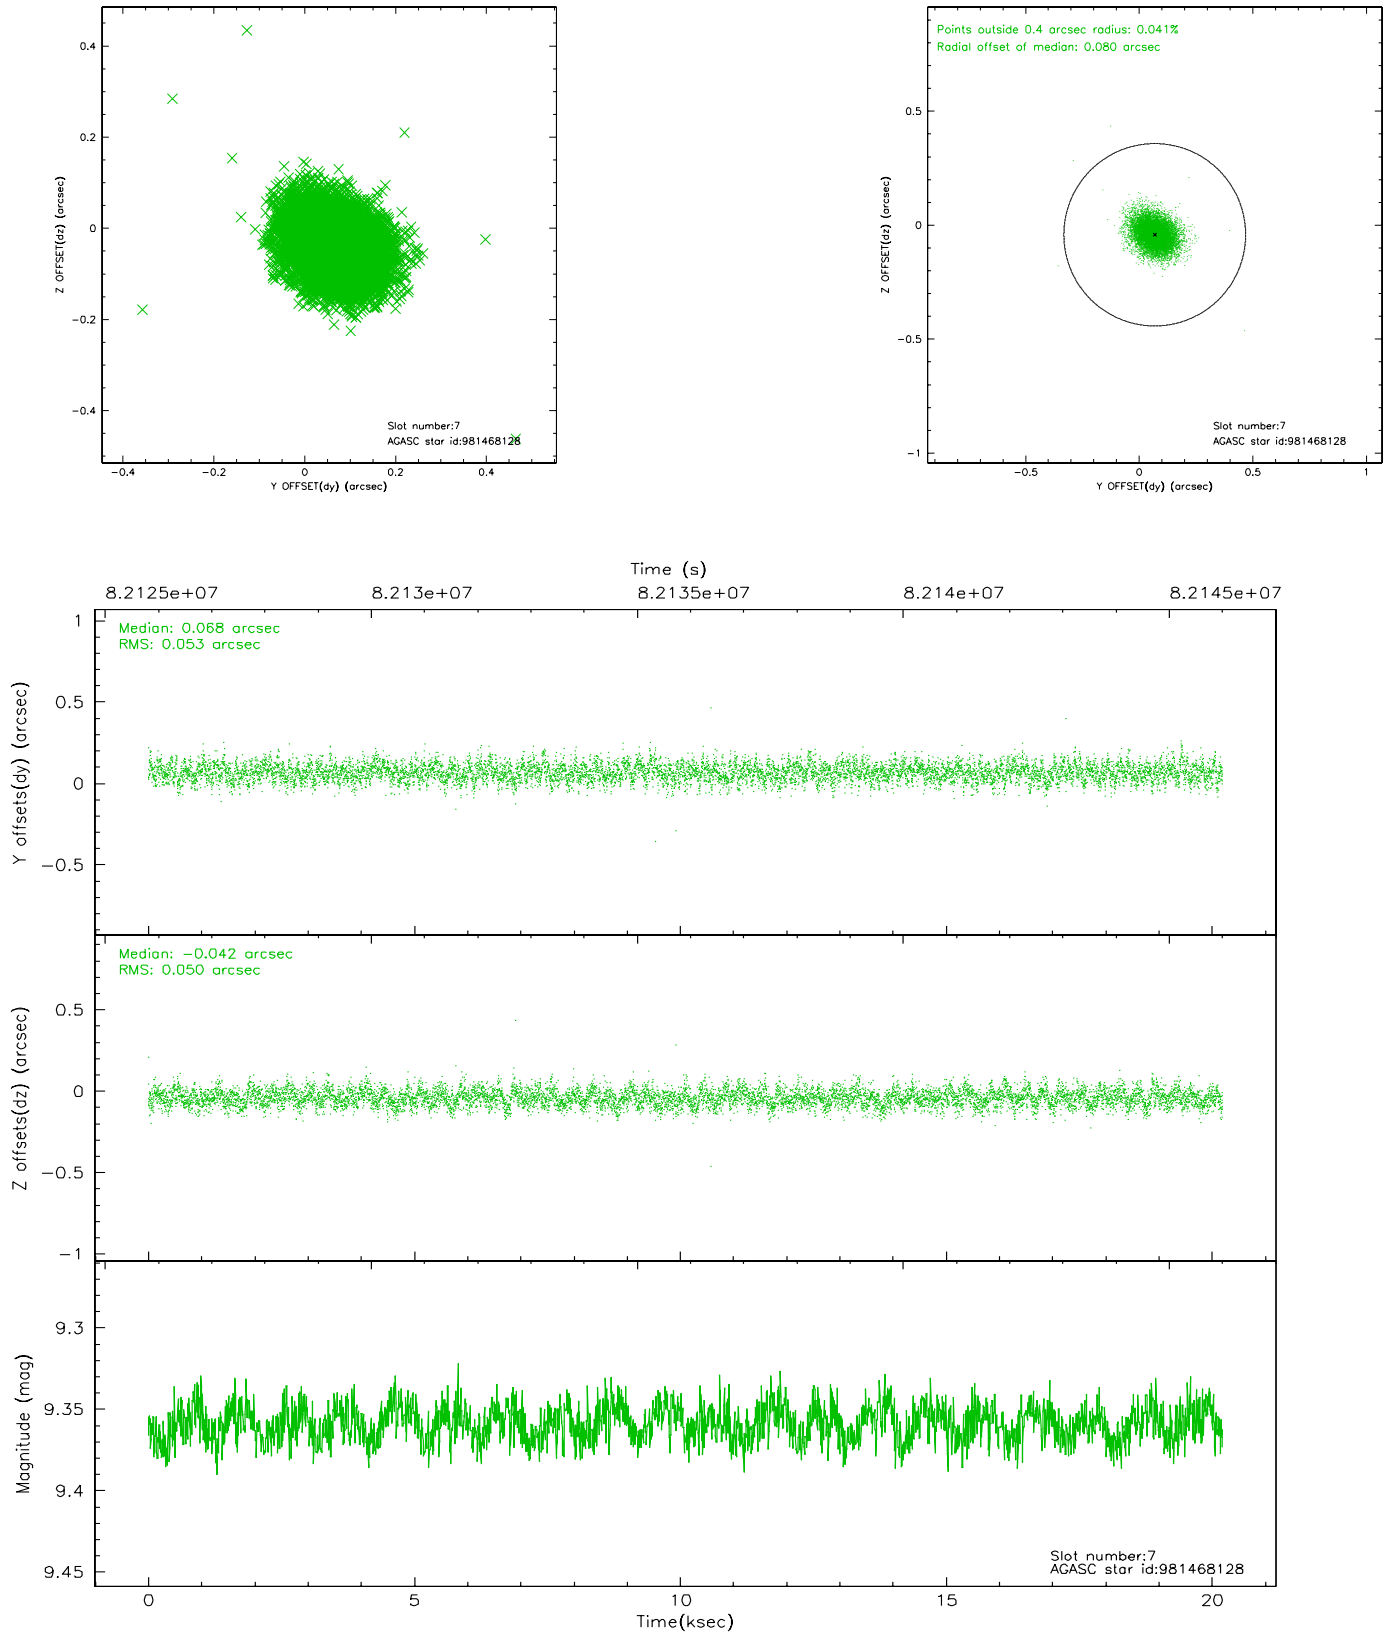 0.4
0.2
0
−0.2
−0.4
−0.4
−0.2
0
0.2
0.4
Z OFFSET(dz) (arcsec)
Y OFFSET(dy) (arcsec)
Slot number:7
AGASC star id:981468128
Points outside 0.4 arcsec radius: 0.041%
Radial offset of median: 0.080 arcsec
0.5
0
−0.5
−1
−0.5
0
0.5
1
Z OFFSET(dz) (arcsec)
Y OFFSET(dy) (arcsec)
Slot number:7
AGASC star id:981468128
Time (s)
8.2125e+07
8.213e+07
8.2135e+07
8.214e+07
8.2145e+07
Median: 0.068 arcsec
RMS: 0.053 arcsec
1
0.5
0
−0.5
Y offsets(dy) (arcsec)
Median: −0.042 arcsec
RMS: 0.050 arcsec
0.5
0
−0.5
−1
Z offsets(dz) (arcsec)
9.3
9.35
9.4
9.45
Magnitude (mag)
Slot number:7
AGASC star id:981468128
0
5
10
15
20
Time(ksec)